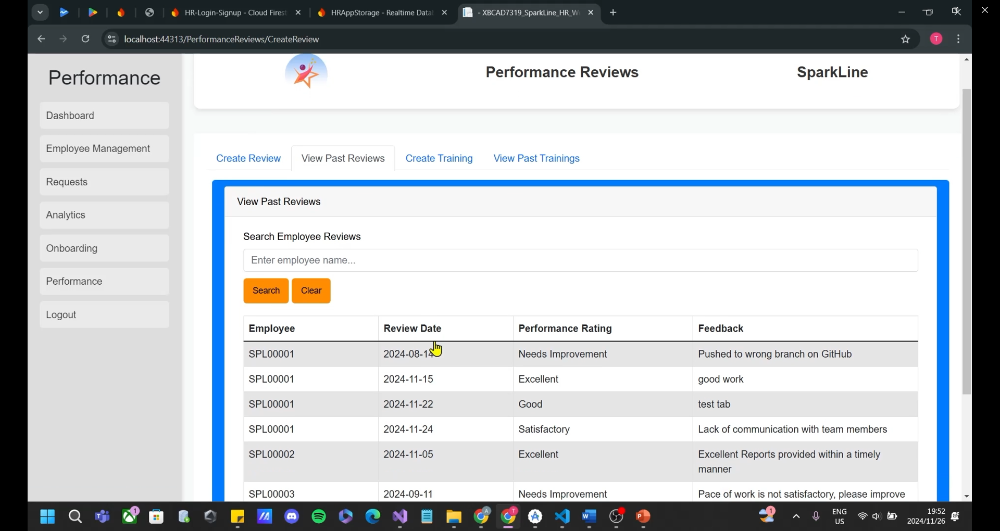 HR-Login-Signup - Cloud Firest
HRAppStorage - Realtime Data
- XBCAD7319_SparkLine_HR_W
localhost:44313/PerformanceReviews/CreateReview
T
Performance
Dashboard
Employee Management
Requests
Analytics
Onboarding
Performance
Logout
Performance Reviews
SparkLine
Create Review
View Past Reviews
Create Training
View Past Trainings
View Past Reviews
Search Employee Reviews
Enter employee name...
Search
Clear
Employee Review Date Performance Rating Feedback
SPL00001 2024-08-14 Needs Improvement Pushed to wrong branch on GitHub
SPL00001 2024-11-15 Excellent good work
SPL00001 2024-11-22 Good test tab
SPL00001 2024-11-24 Satisfactory Lack of communication with team members
SPL00002 2024-11-05 Excellent Excellent Reports provided within a timely
manner
SPL00003 2024-09-11 Needs Improvement Pace of work is not satisfactory, please improve
1
A
T
1
ENG
US
19:52
2024/11/26